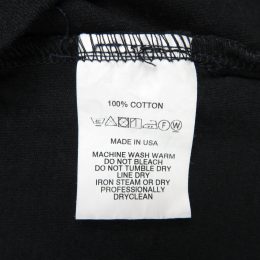 100% COTTON
F W
MADE IN USA
MACHINE WASH WARM
DO NOT BLEACH
DO NOT TUMBLE DRY
LINE DRY
IRON STEAM OR DRY
PROFESSIONALLY
DRYCLEAN